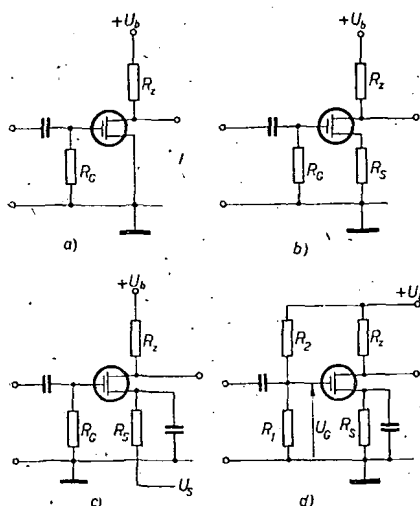 +U_b
R_z
R_G
a)
+U_b
R_z
R_G
R_S
b)
+U_b
R_z
R_G
R_S
U_S
c)
+U
R_2
R_z
R_1
U_G
R_S
d)